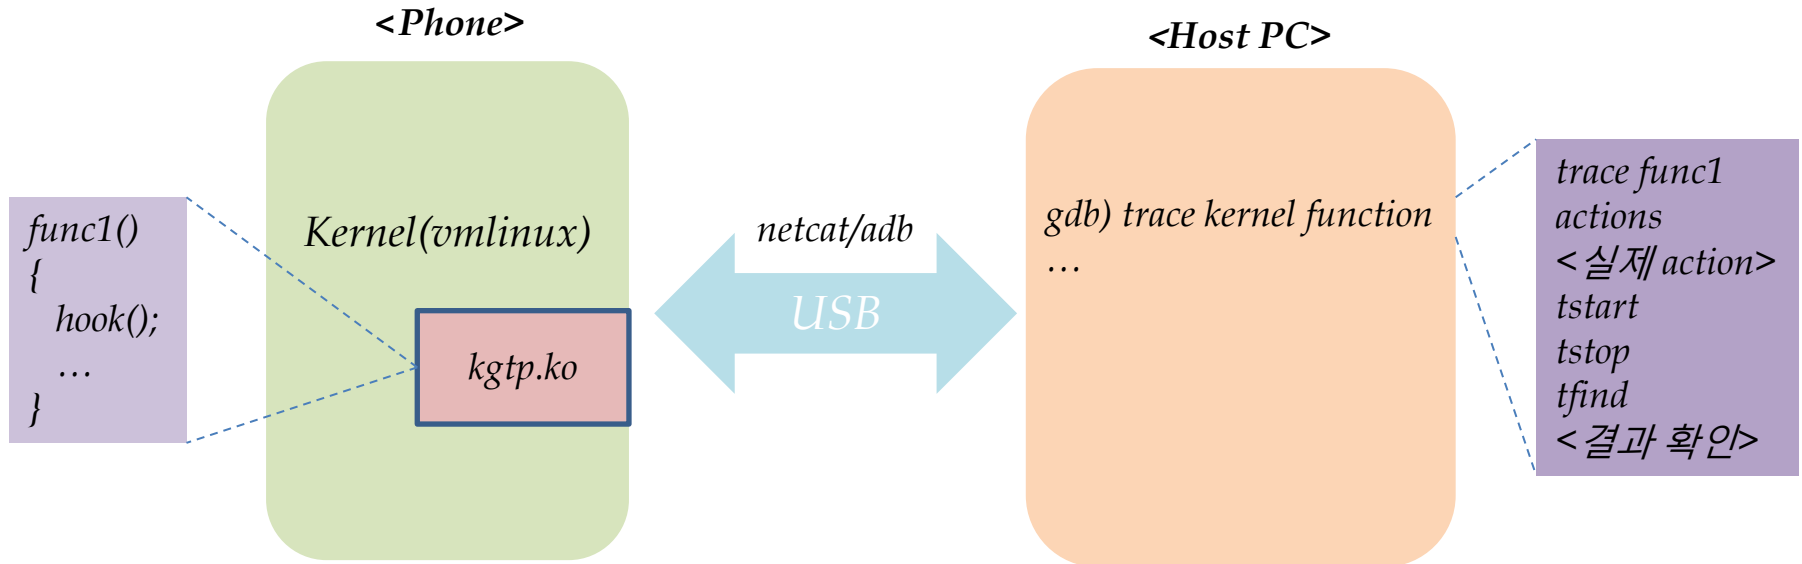 <Phone>
<Host PC>
func1()
{
hook();
…
}
Kernel(vmlinux)
kgtp.ko
netcat/adb
USB
gdb) trace kernel function
…
trace func1
actions
<실제 action>
tstart
tstop
tfind
<결과 확인>